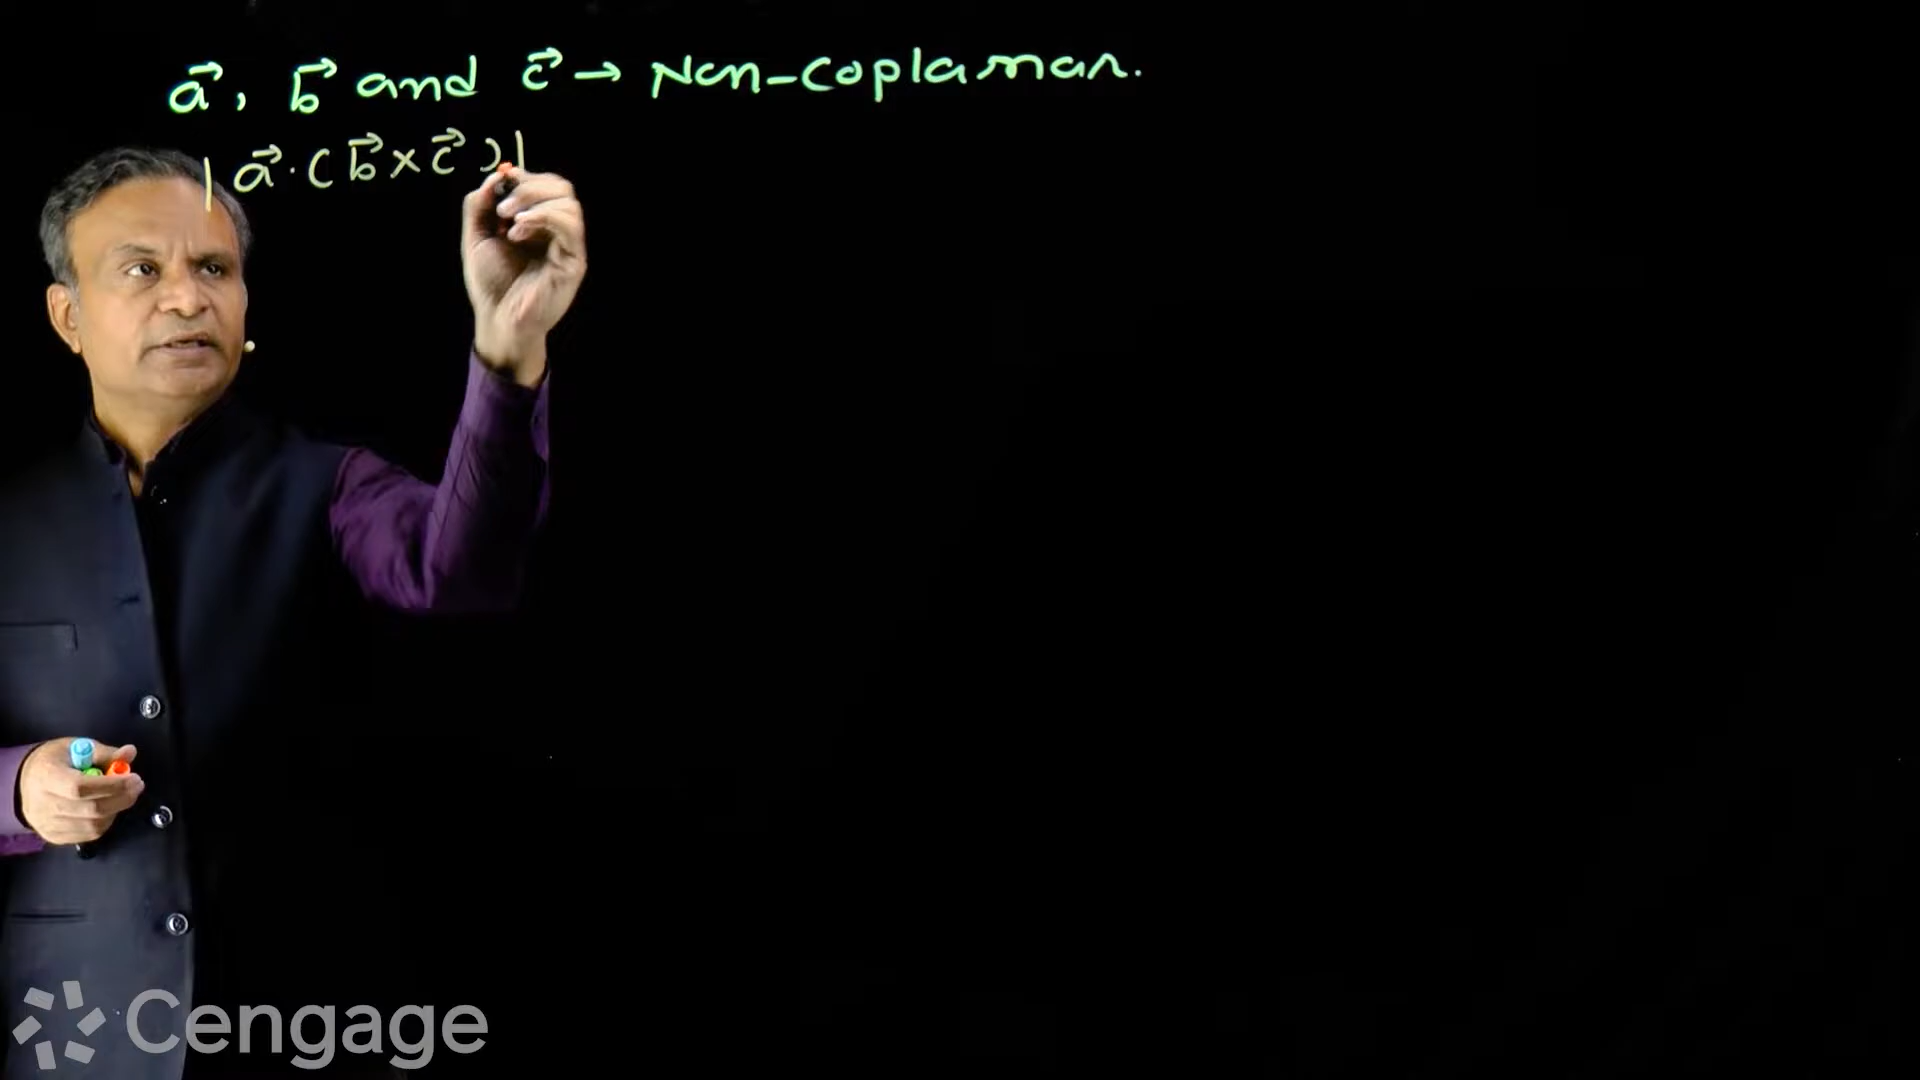 a⃗, b⃗ and c⃗ → Non-coplanar.
|a⃗·(b⃗×c⃗)|
Cengage